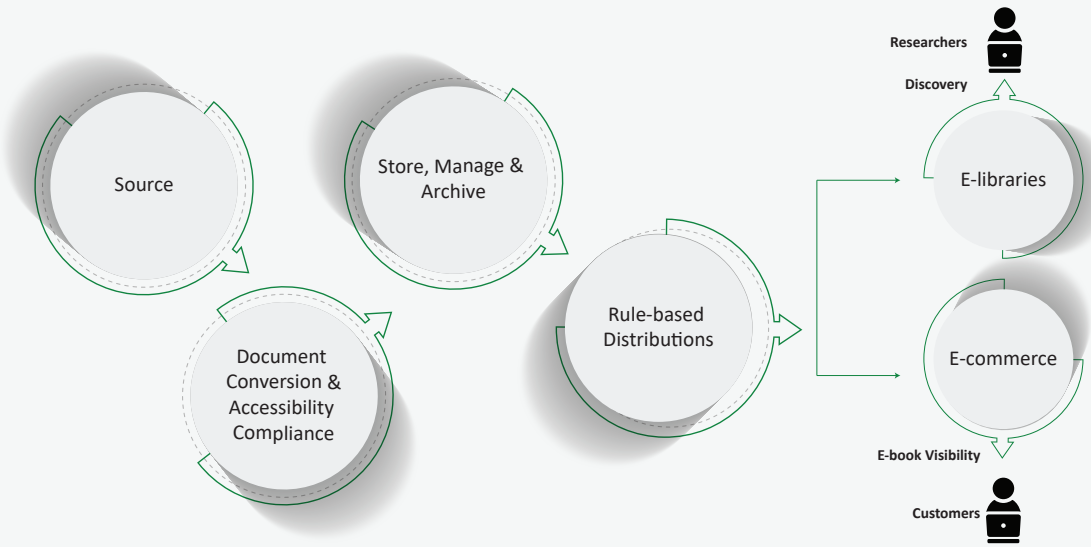 Source
Document
Conversion &
Accessibility
Compliance
Store, Manage &
Archive
Rule-based
Distributions
Researchers
Discovery
E-libraries
E-commerce
E-book Visibility
Customers